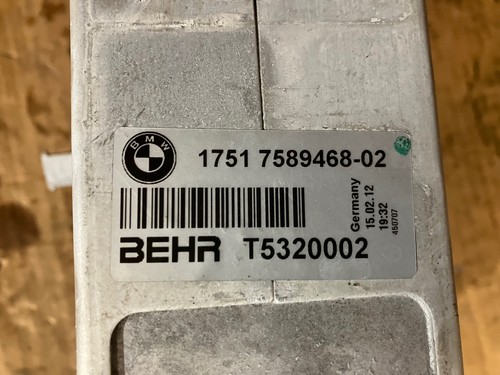 BMW
1751 7589468-02
BEHR T5320002
Germany
15.02.12
19:32
450707